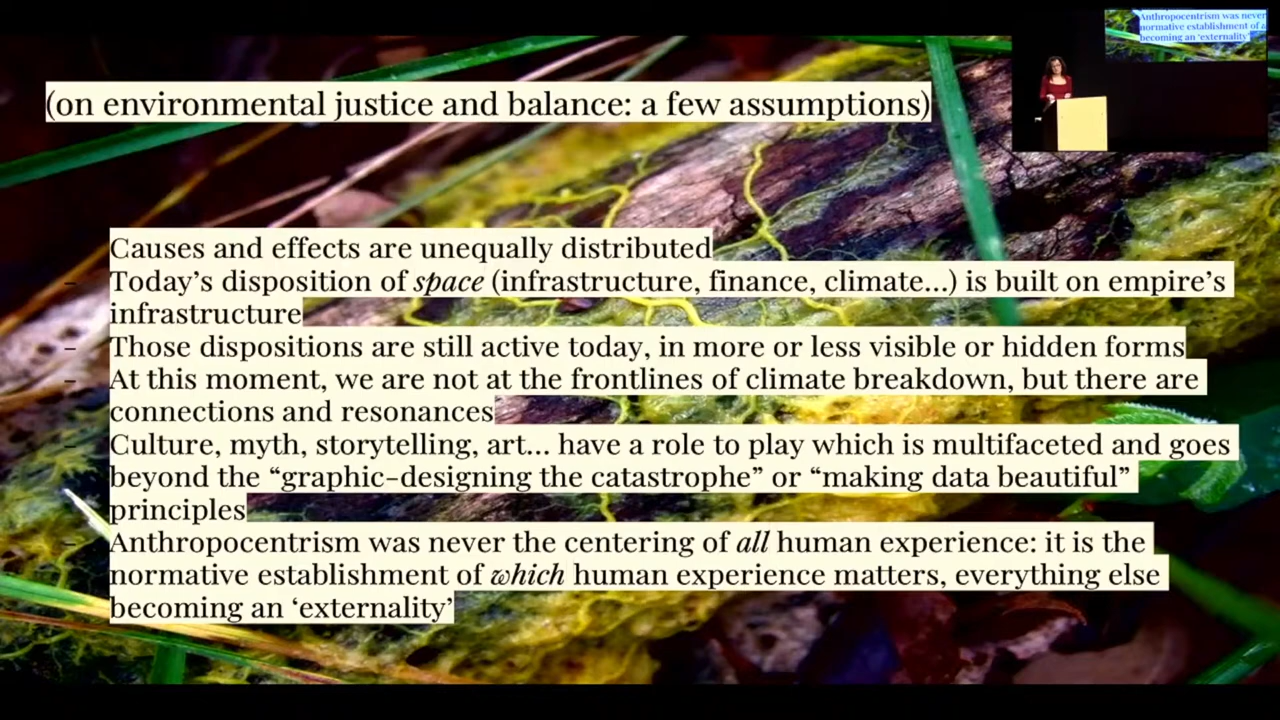 Anthropocentrism was never
normative establishment of
becoming an ‘externality’
(on environmental justice and balance: a few assumptions)
Causes and effects are unequally distributed
- Today’s disposition of space (infrastructure, finance, climate...) is built on empire’s
infrastructure
- Those dispositions are still active today, in more or less visible or hidden forms
- At this moment, we are not at the frontlines of climate breakdown, but there are
connections and resonances
- Culture, myth, storytelling, art... have a role to play which is multifaceted and goes
beyond the “graphic-designing the catastrophe” or “making data beautiful”
principles
- Anthropocentrism was never the centering of all human experience: it is the
normative establishment of which human experience matters, everything else
becoming an ‘externality’